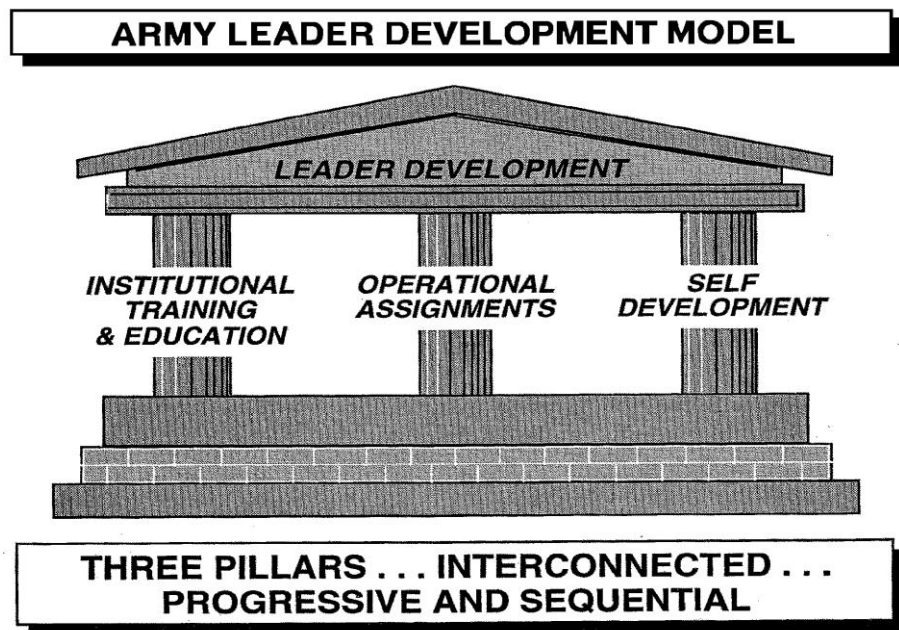 ARMY LEADER DEVELOPMENT MODEL
LEADER DEVELOPMENT
INSTITUTIONAL
TRAINING
& EDUCATION
OPERATIONAL
ASSIGNMENTS
SELF
DEVELOPMENT
THREE PILLARS . . . INTERCONNECTED . . .
PROGRESSIVE AND SEQUENTIAL